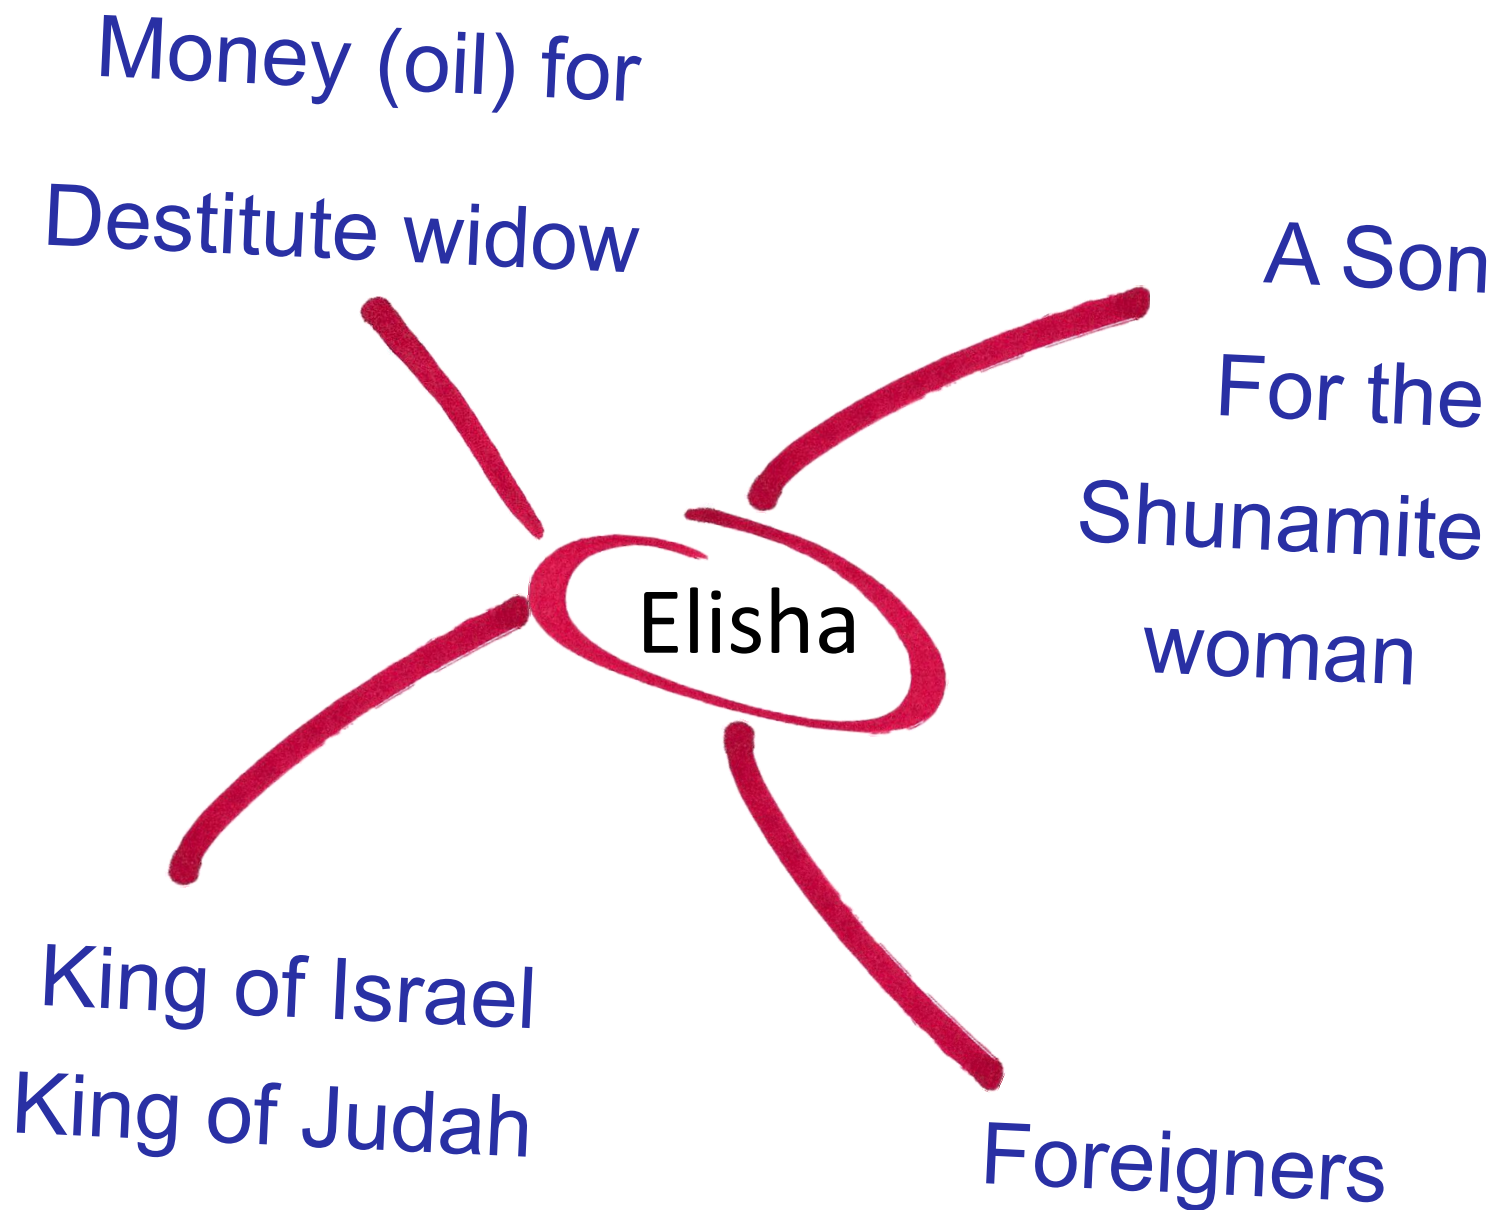 Money (oil) for
Destitute widow
A Son
For the
Shunamite
woman
Elisha
King of Israel
King of Judah
Foreigners